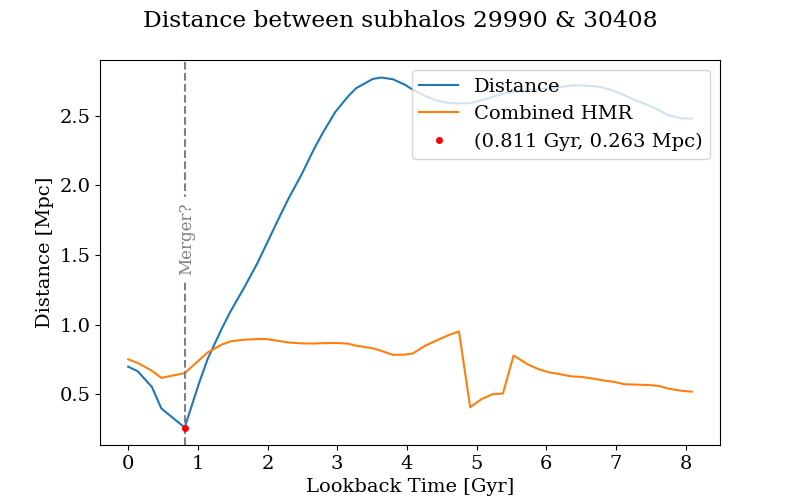 Distance between subhalos 29990 & 30408
Distance
Combined HMR
(0.811 Gyr, 0.263 Mpc)
Merger?
Distance [Mpc]
2.5
2.0
1.5
1.0
0.5
0 1 2 3 4 5 6 7 8
Lookback Time [Gyr]